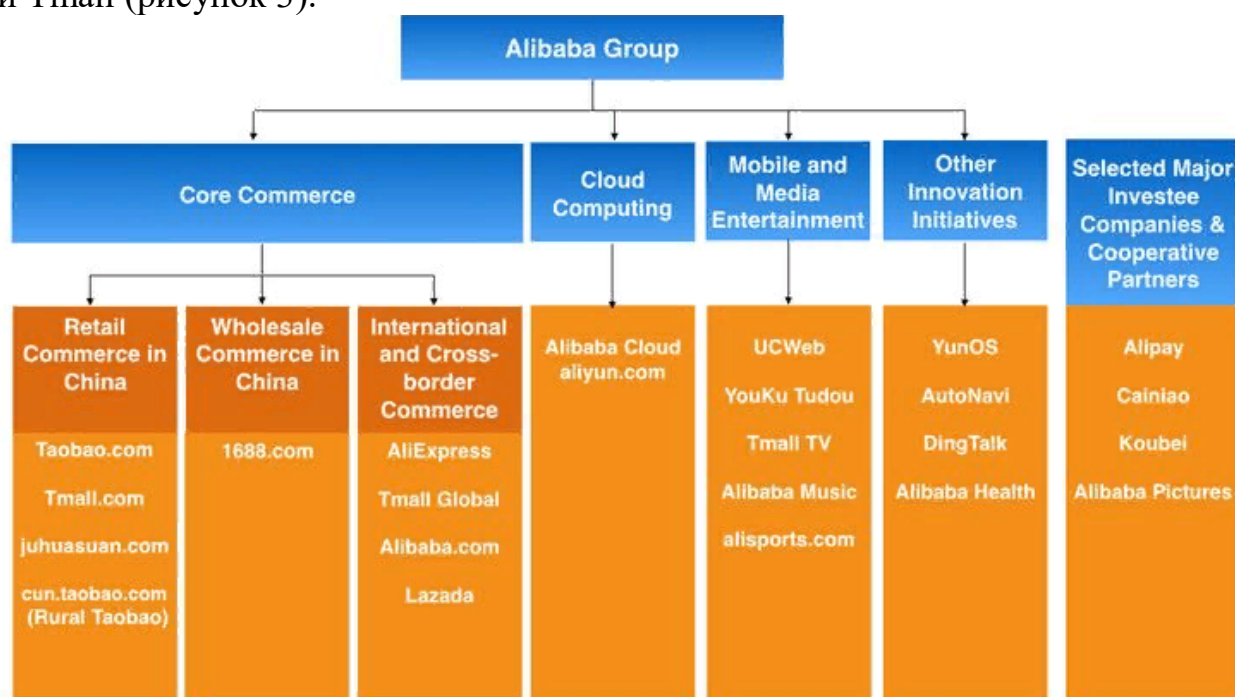 и Tmall (рисунок 3).
Alibaba Group
Core Commerce
Cloud
Computing
Mobile and
Media
Entertainment
Other
Innovation
Initiatives
Selected Major
Investee
Companies &
Cooperative
Partners
Retail
Commerce in
China
Wholesale
Commerce in
China
International
and Cross-
border
Commerce
Taobao.com
Tmall.com
juhuasuan.com
cun.taobao.com
(Rural Taobao)
1688.com
AliExpress
Tmall Global
Alibaba.com
Lazada
Alibaba Cloud
aliyun.com
UCWeb
YouKu Tudou
Tmall TV
Alibaba Music
alisports.com
YunOS
AutoNavi
DingTalk
Alibaba Health
Alipay
Cainiao
Koubei
Alibaba Pictures